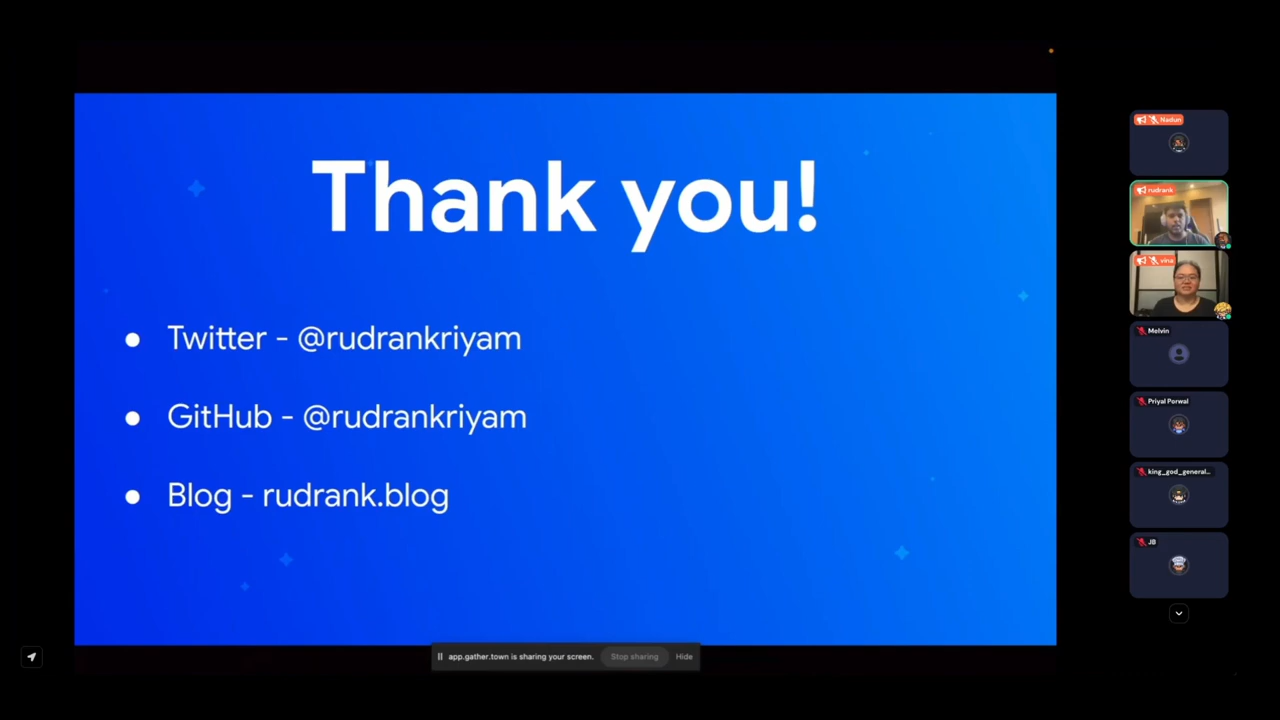 Thank you!
● Twitter - @rudrankriyam
● GitHub - @rudrankriyam
● Blog - rudrank.blog
app.gather.town is sharing your screen. Stop sharing Hide
Nadun
rudrank
vina
Melvin
Priyal Porwal
king_god_general...
JB